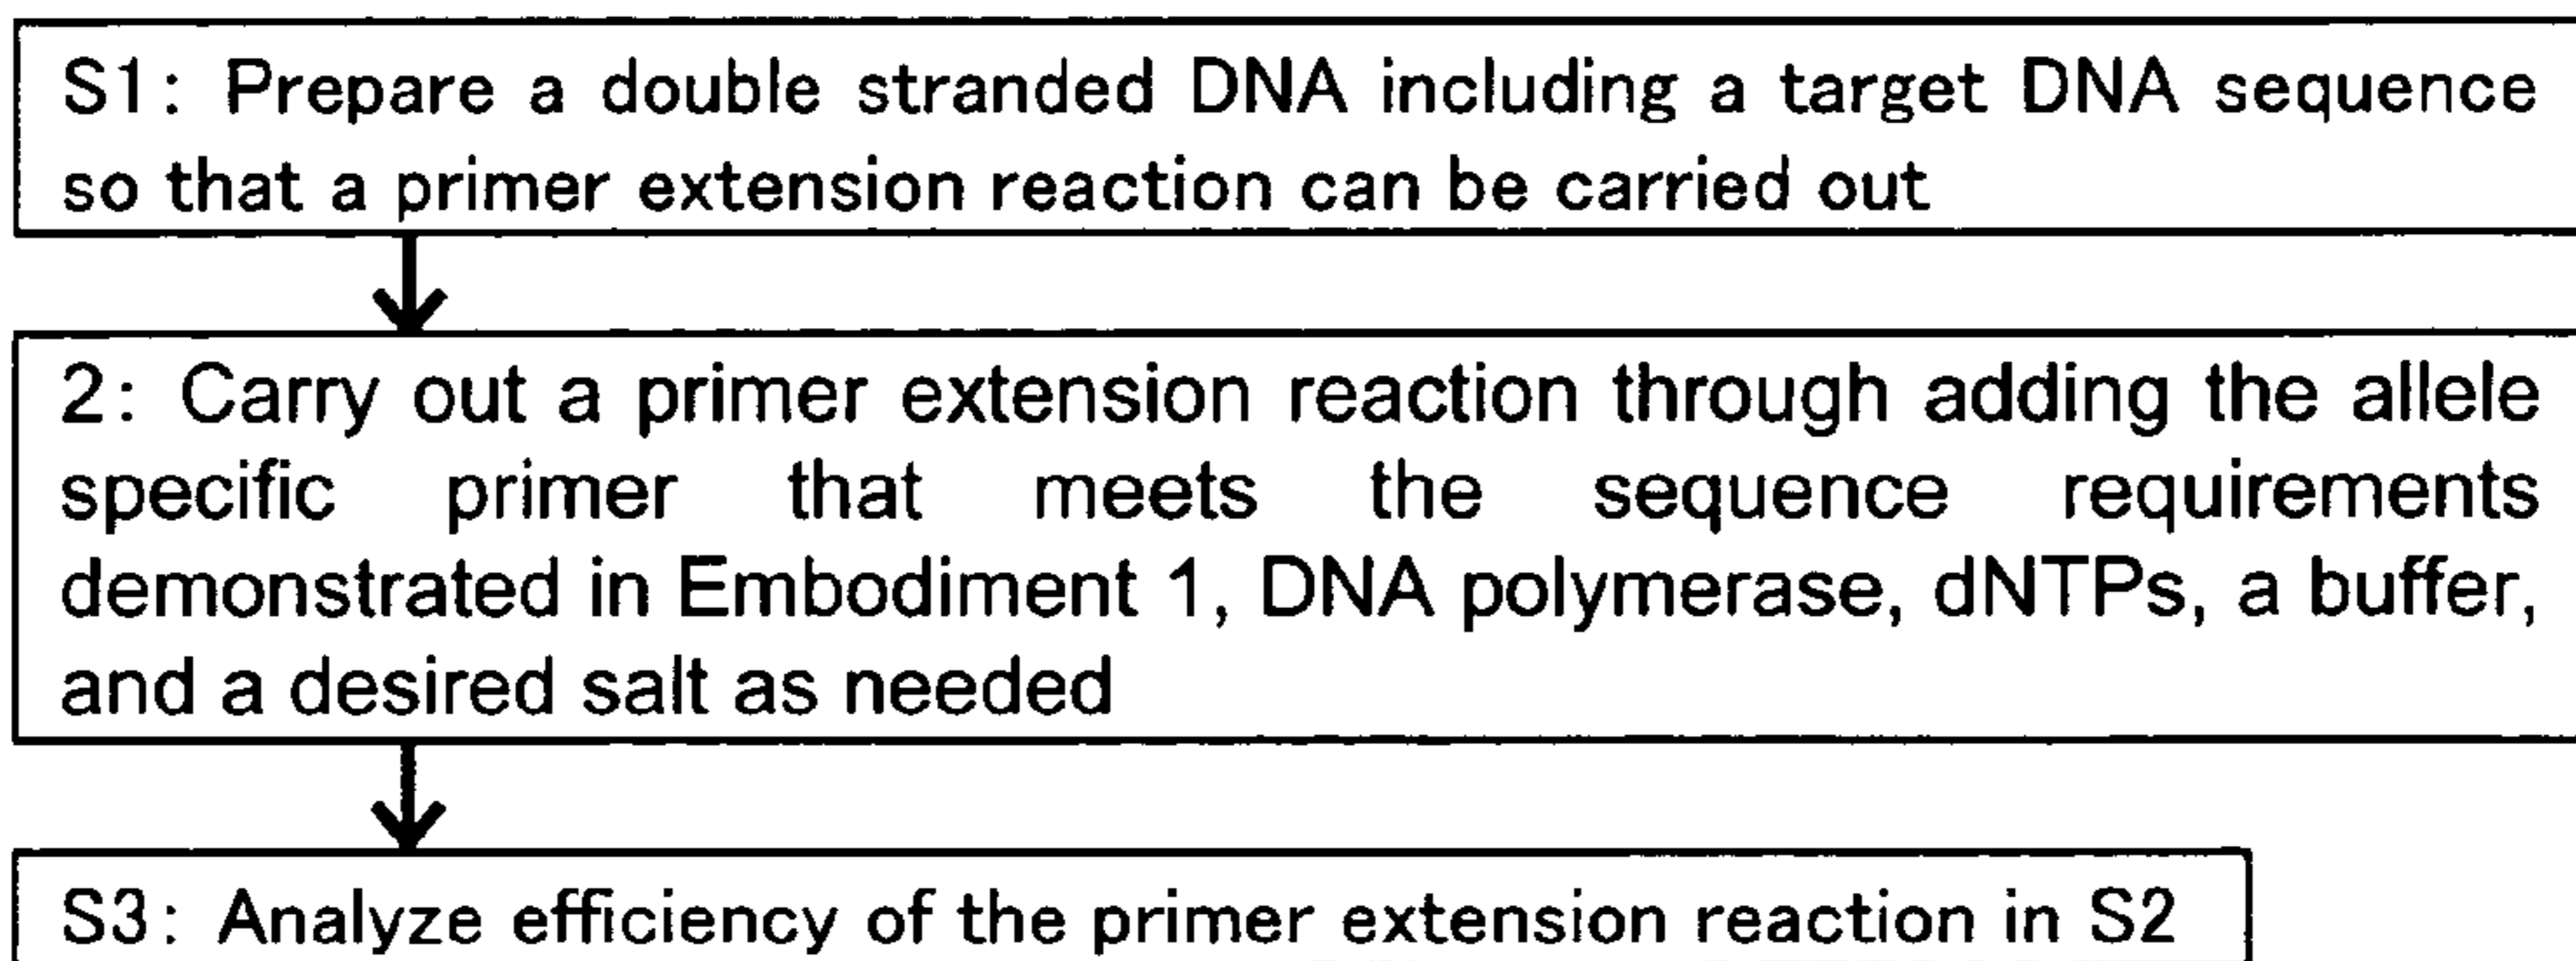 S1: Prepare a double stranded DNA including a target DNA sequence
so that a primer extension reaction can be carried out
2: Carry out a primer extension reaction through adding the allele
specific primer that meets the sequence requirements
demonstrated in Embodiment 1, DNA polymerase, dNTPs, a buffer,
and a desired salt as needed
S3: Analyze efficiency of the primer extension reaction in S2